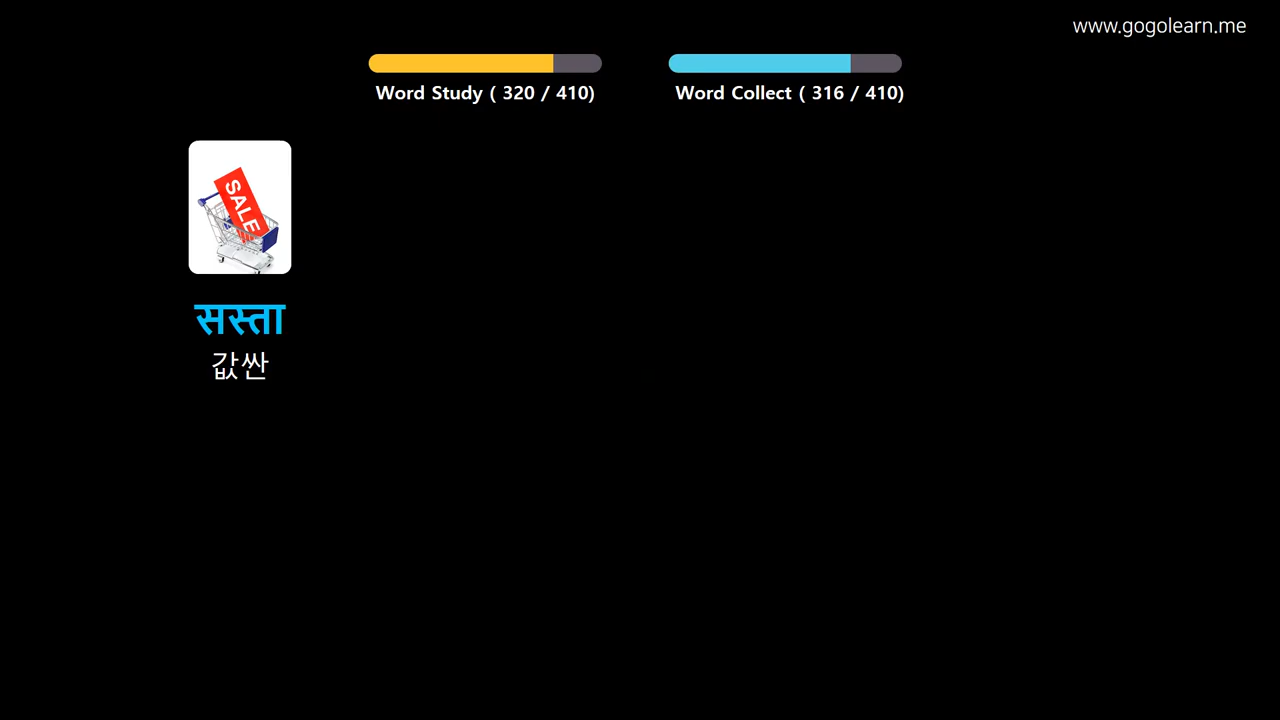 www.gogolearn.me
Word Study ( 320 / 410)
Word Collect ( 316 / 410)
SALE
सस्ता
값싼